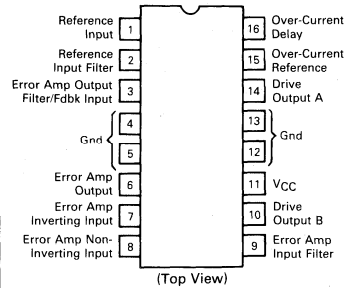 Reference
Input
1
16
Over-Current
Delay
Reference
Input Filter
2
15
Over-Current
Reference
Error Amp Output
Filter/Fdbk Input
3
14
Drive
Output A
4
13
Gnd
Gnd
5
12
Error Amp
Output
6
11
VCC
Error Amp
Inverting Input
7
10
Drive
Output B
Error Amp Non-
Inverting Input
8
9
Error Amp
Input Filter
(Top View)